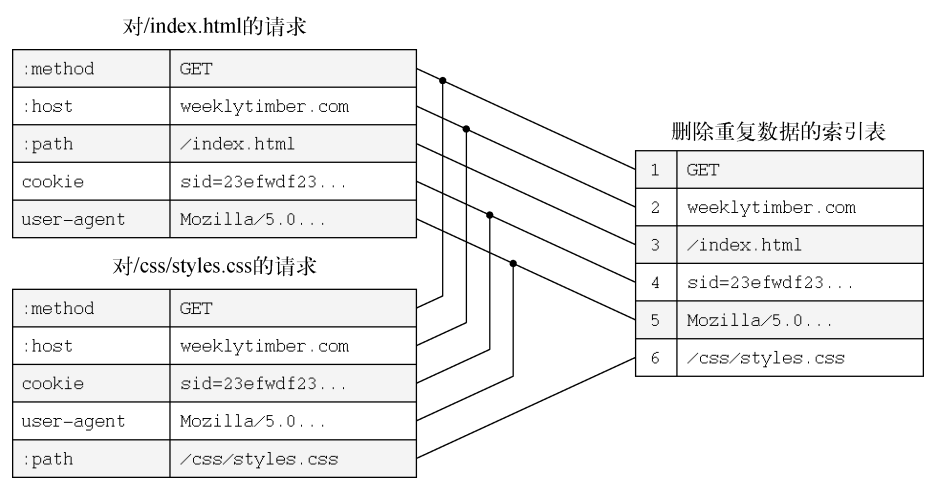 对/index.html的请求
:method GET
:host weeklytimber.com
:path /index.html
cookie sid=23efwdf23...
user-agent Mozilla/5.0...
对/css/styles.css的请求
:method GET
:host weeklytimber.com
cookie sid=23efwdf23...
user-agent Mozilla/5.0...
:path /css/styles.css
删除重复数据的索引表
1 GET
2 weeklytimber.com
3 /index.html
4 sid=23efwdf23...
5 Mozilla/5.0...
6 /css/styles.css